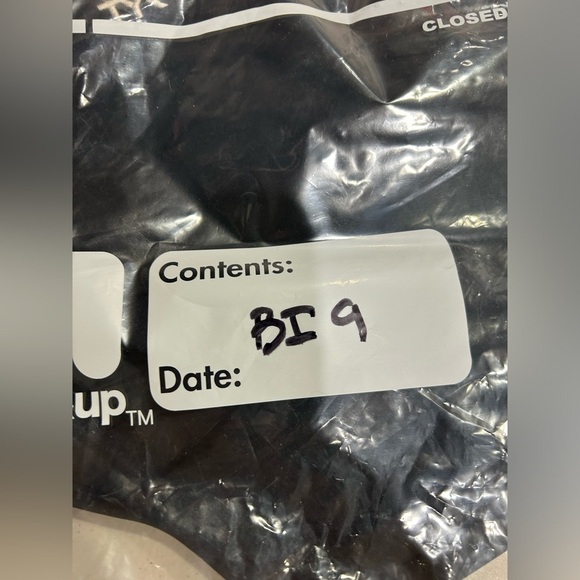 CLOSED
Contents:
BI 9
Date:
up™